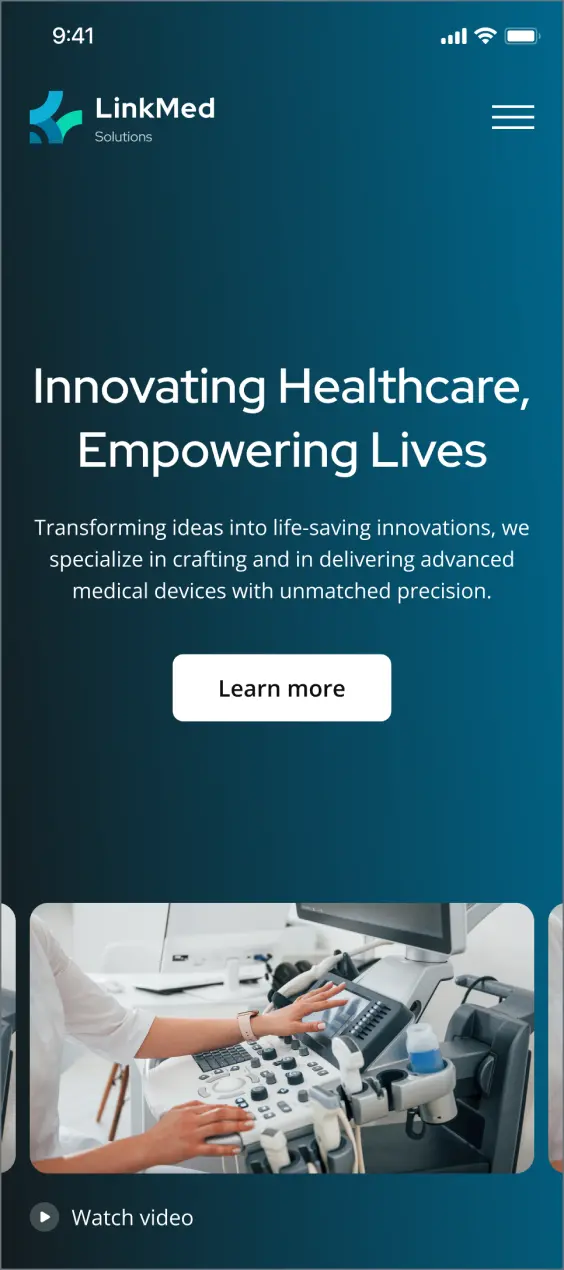 9:41
LinkMed
Solutions
Innovating Healthcare,
Empowering Lives
Transforming ideas into life-saving innovations, we
specialize in crafting and in delivering advanced
medical devices with unmatched precision.
Learn more
Watch video